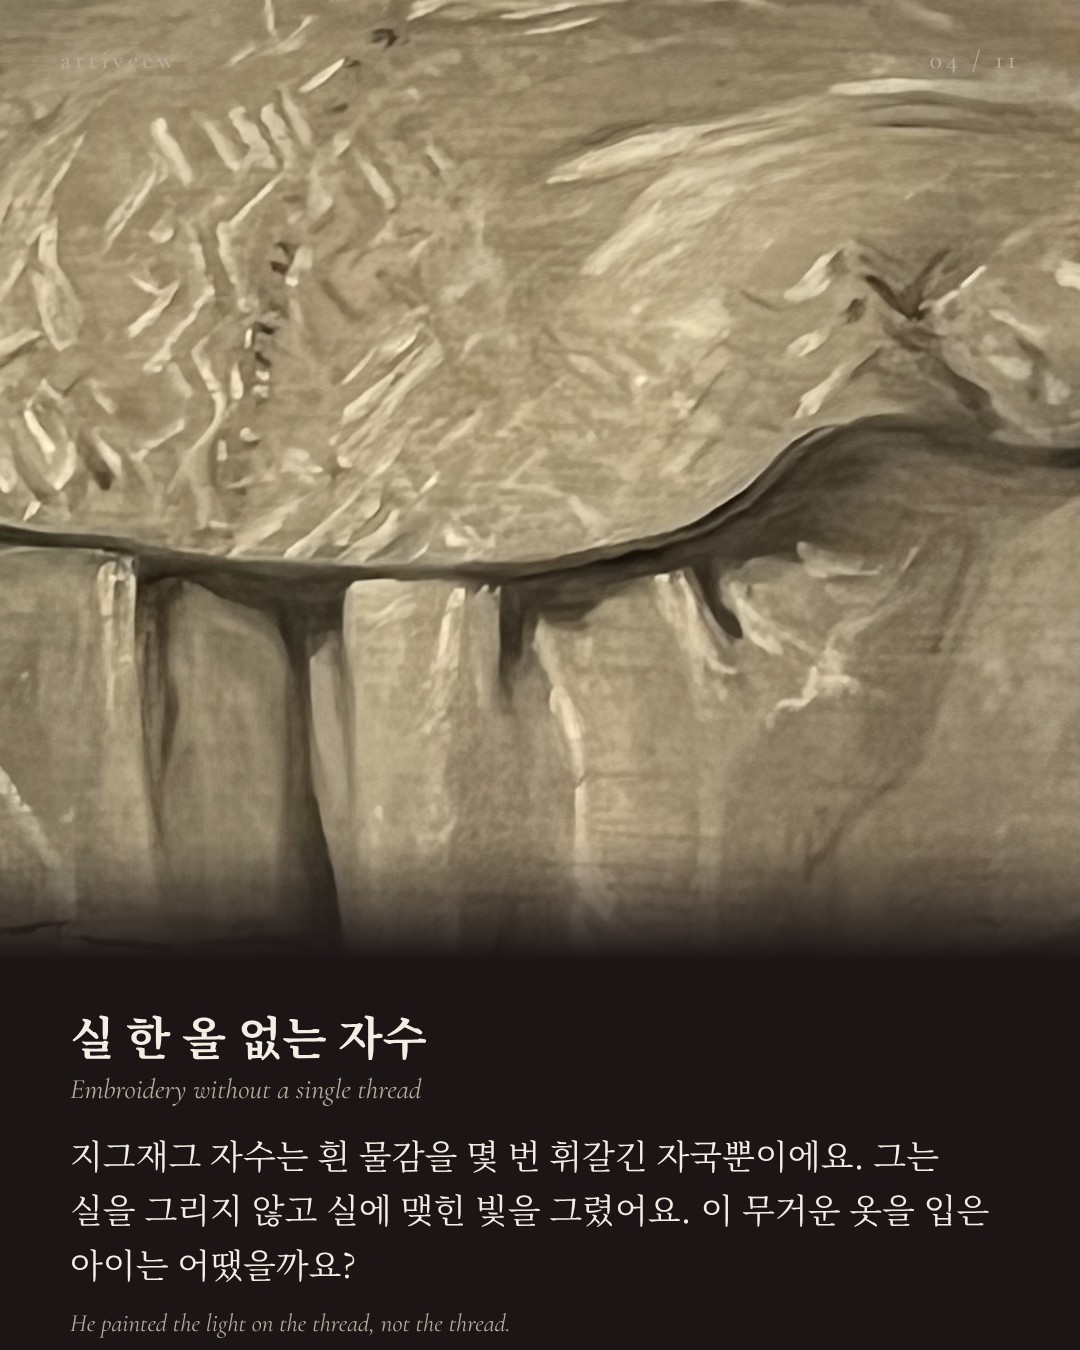 artiveew
04 / 11
실 한 올 없는 자수
Embroidery without a single thread
지그재그 자수는 흰 물감을 몇 번 휘갈긴 자국뿐이에요. 그는
실을 그리지 않고 실에 맺힌 빛을 그렸어요. 이 무거운 옷을 입은
아이는 어땠을까요?
He painted the light on the thread, not the thread.